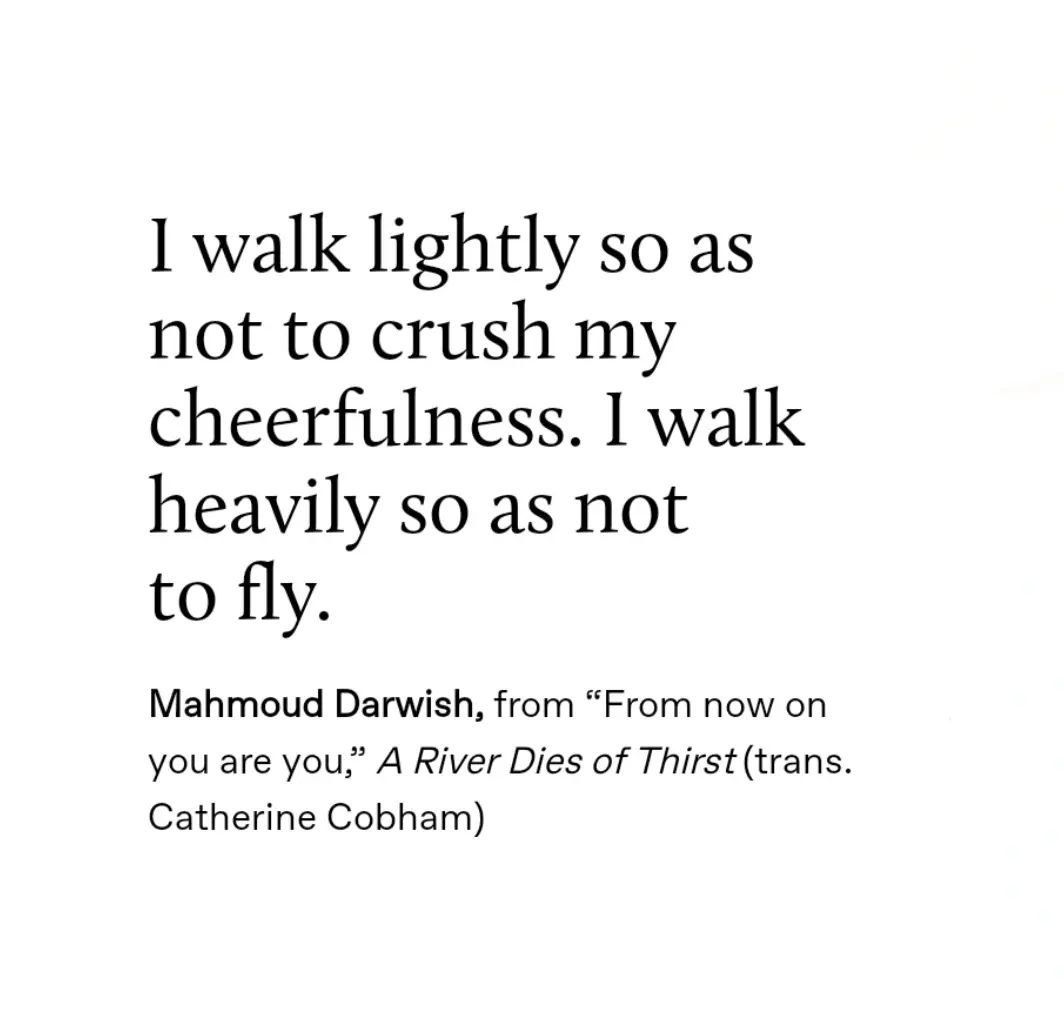 I walk lightly so as
not to crush my
cheerfulness. I walk
heavily so as not
to fly.
Mahmoud Darwish, from “From now on
you are you,” A River Dies of Thirst (trans.
Catherine Cobham)